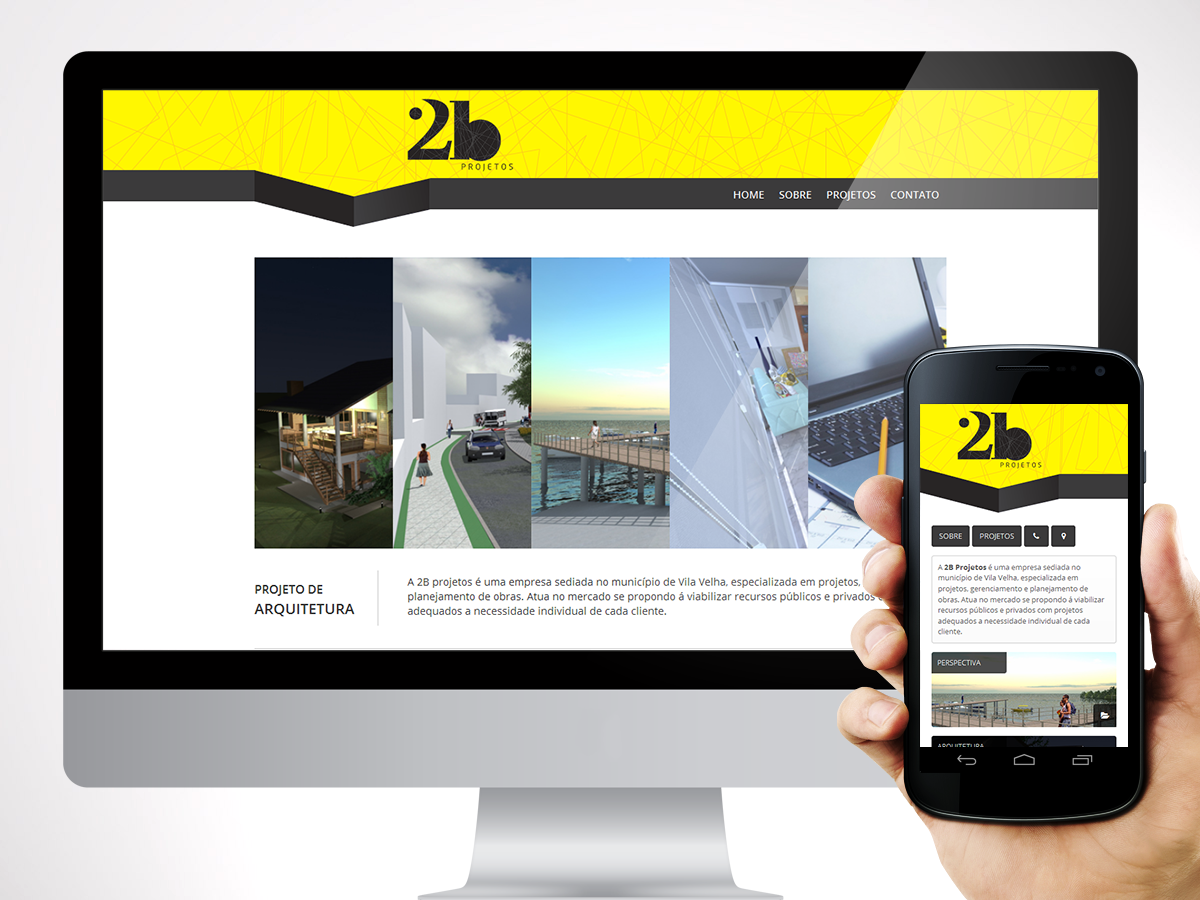 2b
PROJETOS
HOME SOBRE PROJETOS CONTATO
PROJETO DE
ARQUITETURA
A 2B projetos é uma empresa sediada no município de Vila Velha, especializada em projetos,
planejamento de obras. Atua no mercado se propondo á viabilizar recursos públicos e privados
adequados a necessidade individual de cada cliente.
2b
PROJETOS
SOBRE PROJETOS
A 2B Projetos é uma empresa sediada no
município de Vila Velha, especializada em
projetos, gerenciamento e planejamento de
obras. Atua no mercado se propondo á viabilizar
recursos públicos e privados com projetos
adequados a necessidade individual de cada
cliente.
PERSPECTIVA
ARQUITETURA